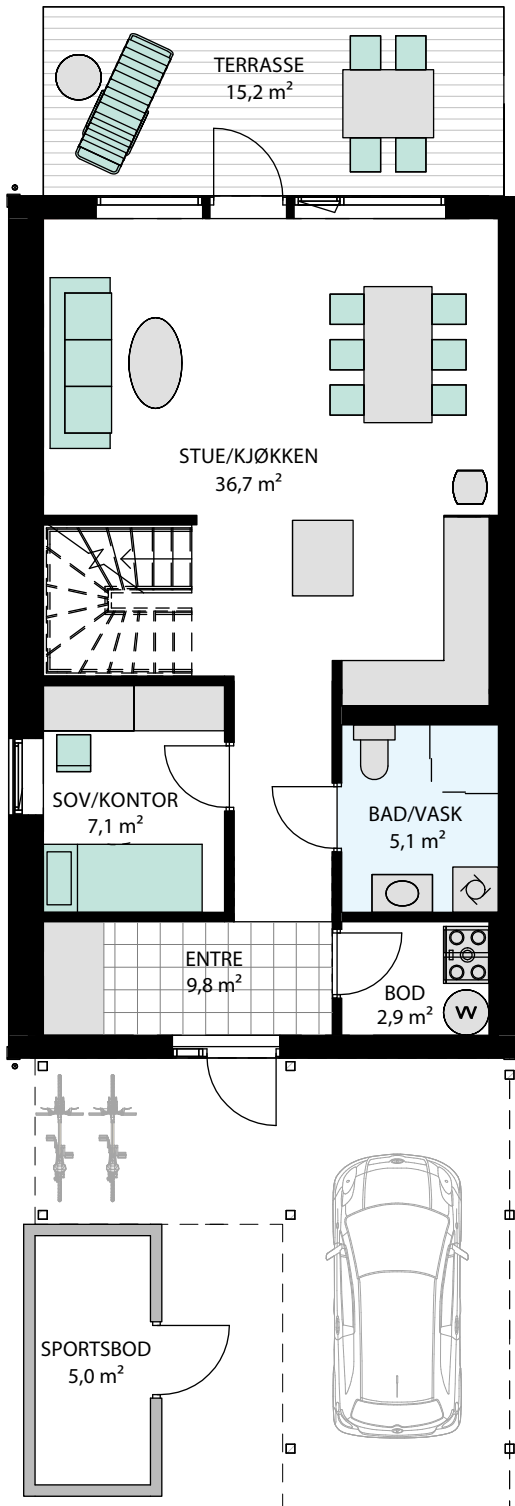 TERRASSE
15,2 m²
STUE/KJØKKEN
36,7 m²
SOV/KONTOR
7,1 m²
BAD/VASK
5,1 m²
ENTRE
9,8 m²
BOD
2,9 m²
VV
SPORTSBOD
5,0 m²